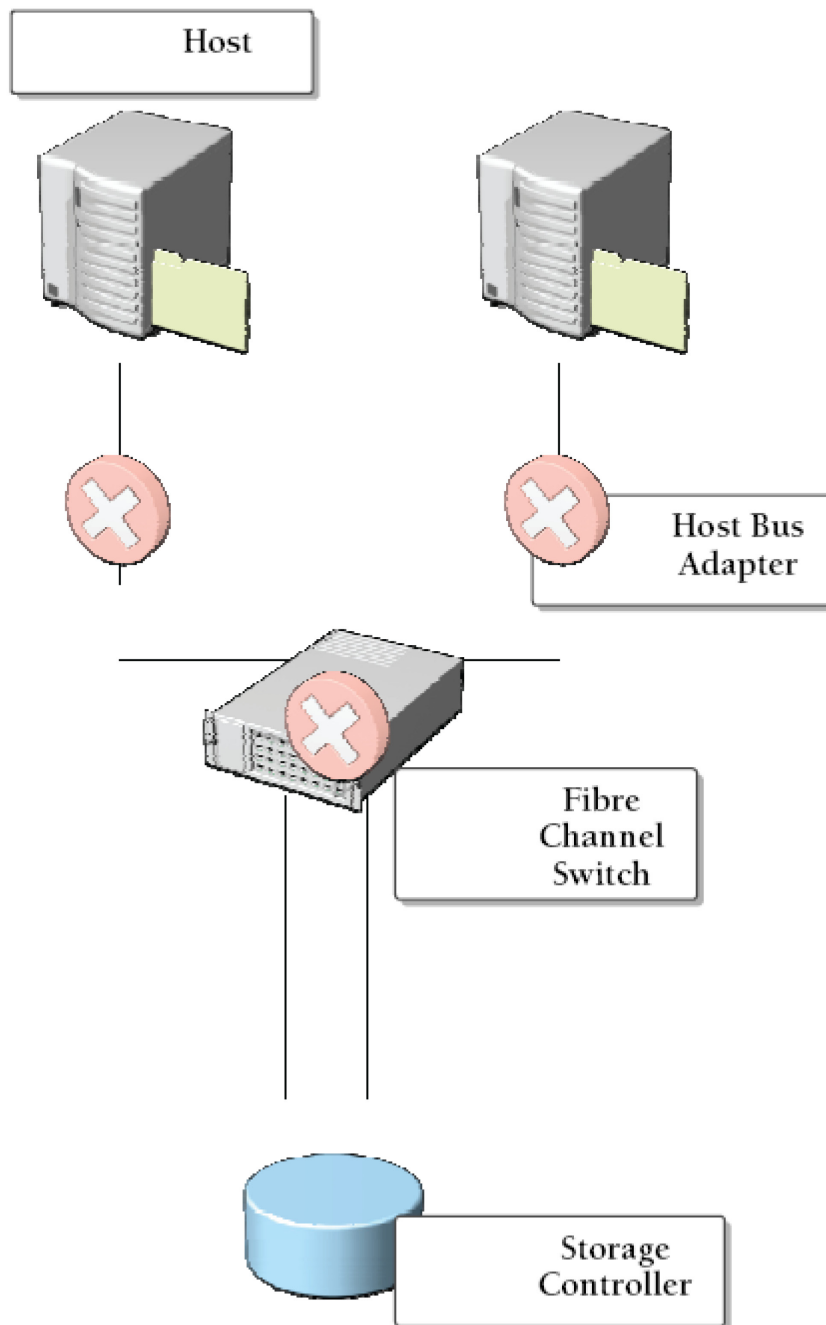 Host
Host Bus
Adapter
Fibre
Channel
Switch
Storage
Controller